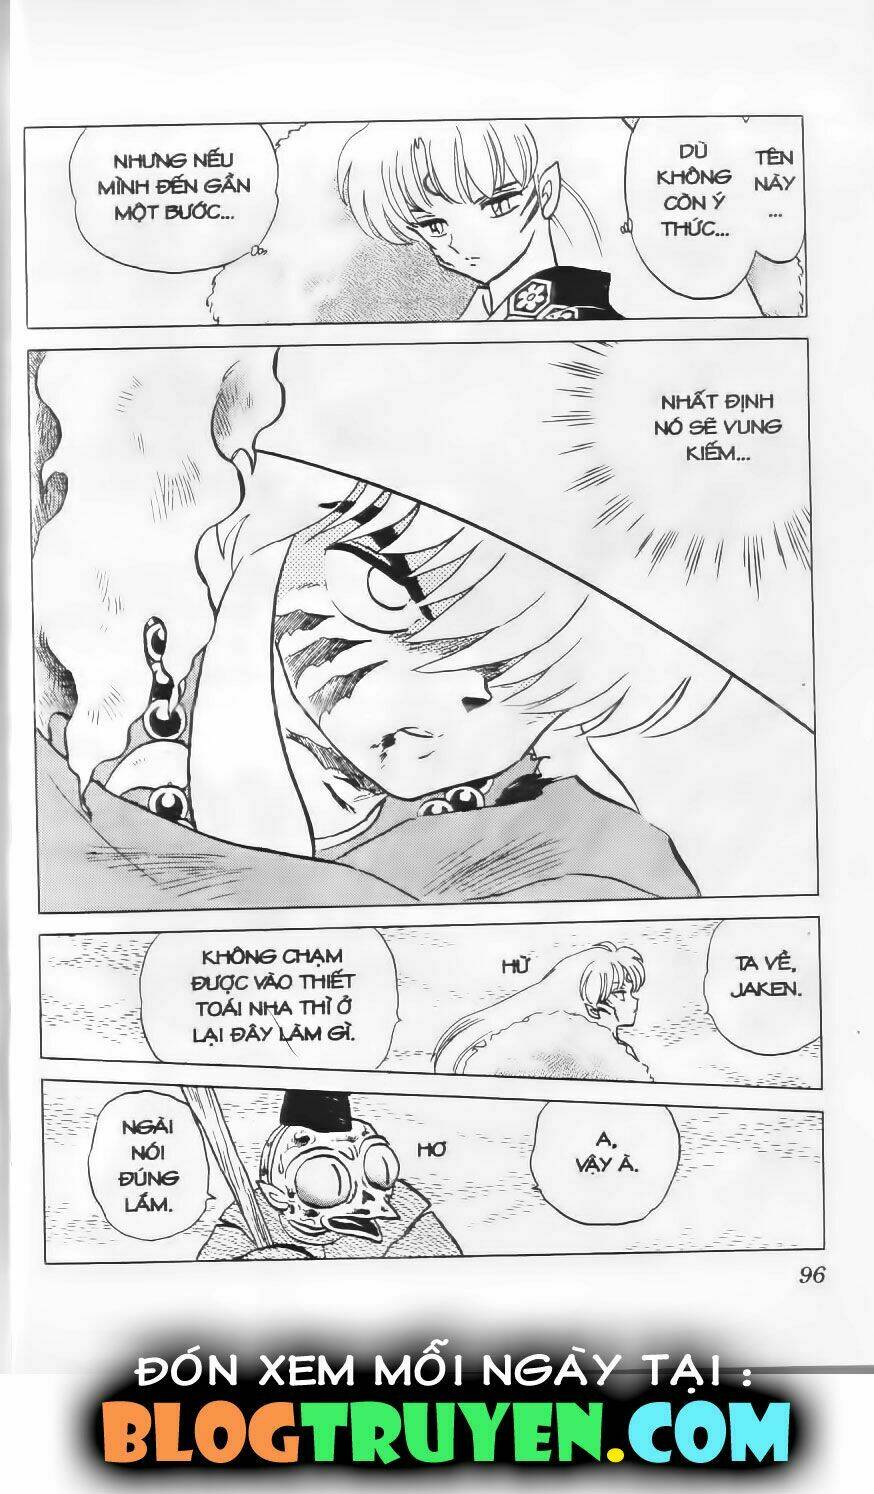 TÊN
NÀY
...
DÙ
KHÔNG
CÒN Ý
THỨC...
NHƯNG NẾU
MÌNH ĐẾN GẦN
MỘT BƯỚC...
NHẤT ĐỊNH
NÓ SẼ VUNG
KIẾM...
TA VỀ,
JAKEN.
HỪ
KHÔNG CHẠM
ĐƯỢC VÀO THIẾT
TOÁI NHA THÌ Ở
LẠI ĐÂY LÀM GÌ.
A,
VẬY À.
HƠ
NGÀI
NÓI
ĐÚNG
LẮM.
96
ĐÓN XEM MỖI NGÀY TẠI :
BLOGTRUYEN.COM